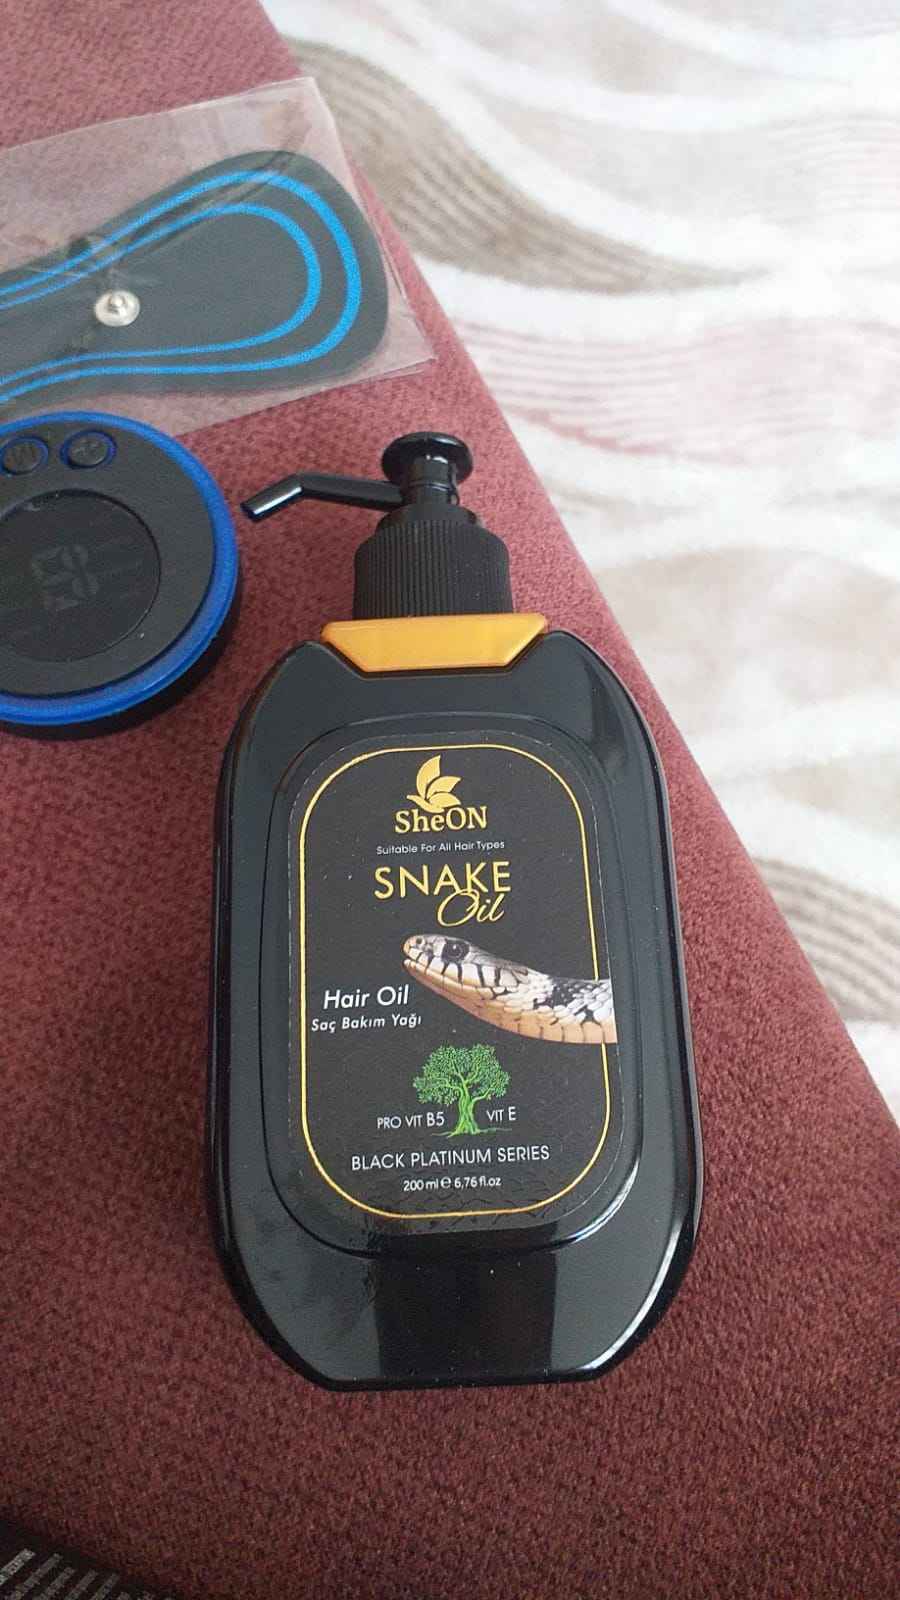 SheON
Suitable For All Hair Types
SNAKE
Oil
Hair Oil
Saç Bakım Yağı
PRO VIT B5 VIT E
BLACK PLATINUM SERIES
200 ml ℮ 6,76 fl.oz